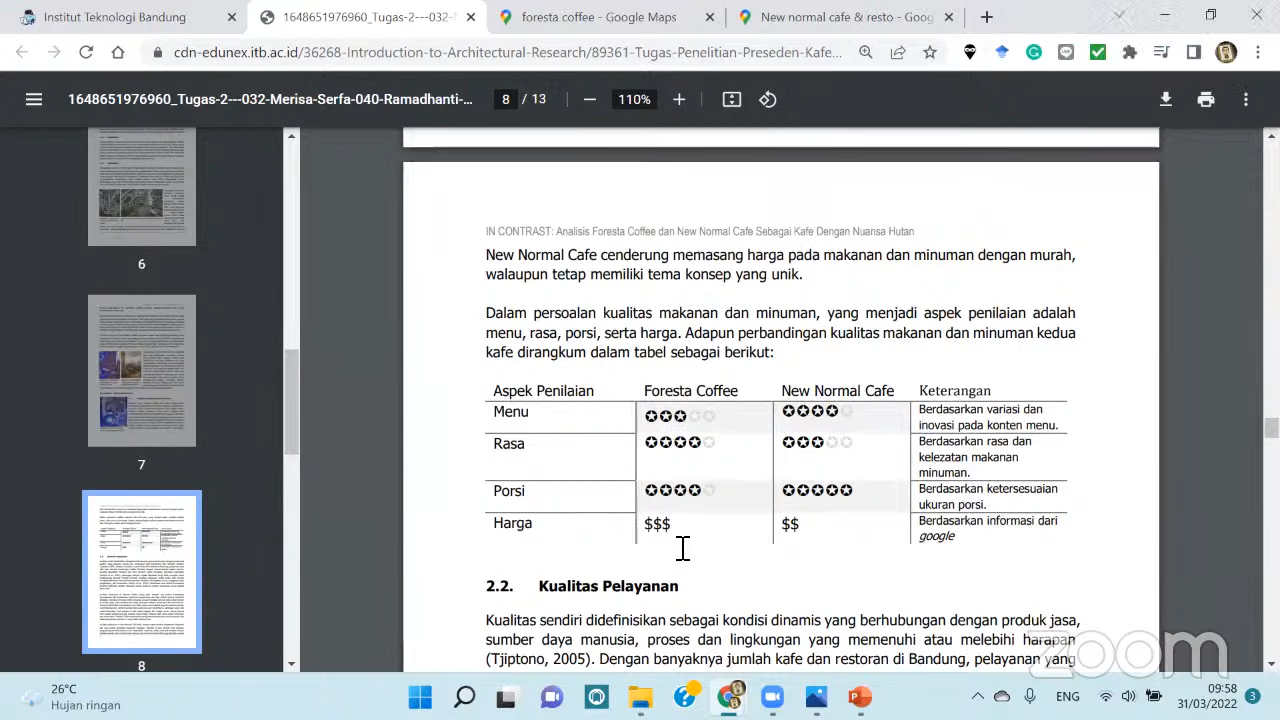 Institut Teknologi Bandung
1648651976960_Tugas-2---032-
foresta coffee - Google Maps
New normal cafe & resto - Goog
cdn-edunex.itb.ac.id/36268-Introduction-to-Architectural-Research/89361-Tugas-Penelitian-Preseden-Kafe...
1648651976960_Tugas-2---032-Merisa-Serfa-040-Ramadhanti-...
8 / 13
110%
6
7
8
IN CONTRAST: Analisis Foresta Coffee dan New Normal Cafe Sebagai Kafe Dengan Nuansa Hutan
New Normal Cafe cenderung memasang harga pada makanan dan minuman dengan murah,
walaupun tetap memiliki tema konsep yang unik.
Dalam persoalan kualitas makanan dan minuman, yang menjadi aspek penilaian adalah
menu, rasa, porsi, serta harga. Adapun perbandingan kualitas makanan dan minuman kedua
kafe dirangkum dalam tabel sebagai berikut:
Aspek Penilaian Foresta Coffee New Normal Cafe Keterangan
Menu ✪✪✪ ✪✪✪✪ Berdasarkan variasi dan
inovasi pada konten menu.
Rasa ✪✪✪✪ ✪✪✪ Berdasarkan rasa dan
kelezatan makanan
minuman.
Porsi ✪✪✪✪ ✪✪✪✪✪ Berdasarkan ketersesuaian
ukuran porsi.
Harga $$$ $$ Berdasarkan informasi dari
google
2.2. Pelayanan
Kualitas sendiri didefinisikan sebagai kondisi dinamis yang berhubungan dengan produk jasa,
sumber daya manusia, proses dan lingkungan yang memenuhi atau melebihi harapan
(Tjiptono, 2005). Dengan banyaknya jumlah kafe dan restoran di Bandung, pelayanan yang
zoom
26°C
Hujan ringan
ENG
09:58
31/03/2022
3